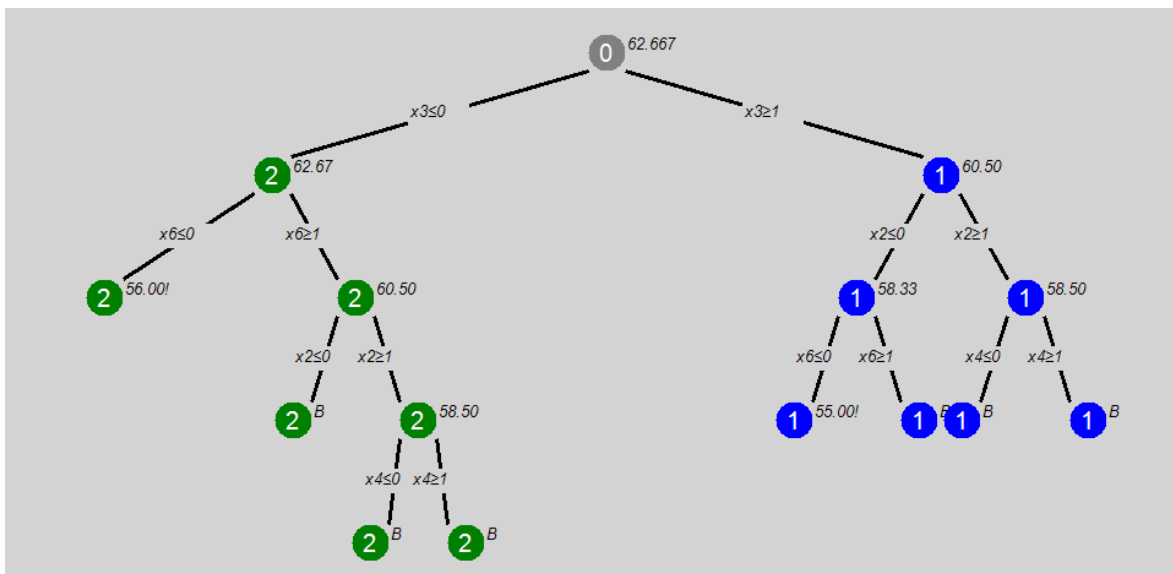 0 62.667
x3≤0 x3≥1
2 62.67 1 60.50
x6≤0 x6≥1 x2≤0 x2≥1
2 56.00! 2 60.50 1 58.33 1 58.50
x2≤0 x2≥1 x6≤0 x6≥1 x4≤0 x4≥1
2 B 2 58.50 1 55.00! 1 B 1 B 1 B
x4≤0 x4≥1
2 B 2 B